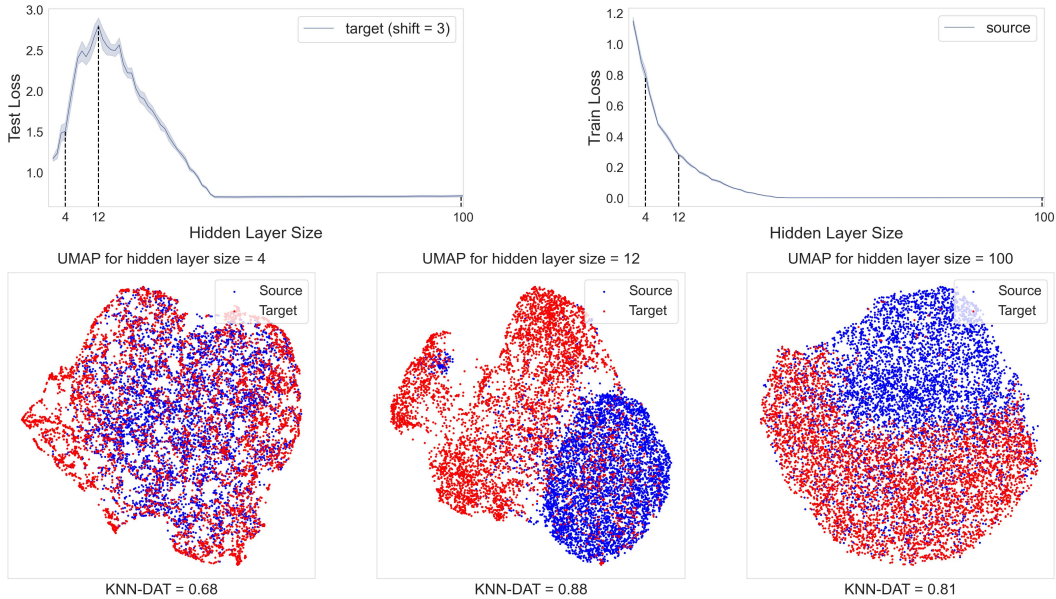 3.0
2.5
2.0
1.5
1.0
Test Loss
target (shift = 3)
4
12
100
Hidden Layer Size
1.2
1.0
0.8
0.6
0.4
0.2
0.0
Train Loss
source
4
12
100
Hidden Layer Size
UMAP for hidden layer size = 4
Source
Target
KNN-DAT = 0.68
UMAP for hidden layer size = 12
Source
Target
KNN-DAT = 0.88
UMAP for hidden layer size = 100
Source
Target
KNN-DAT = 0.81